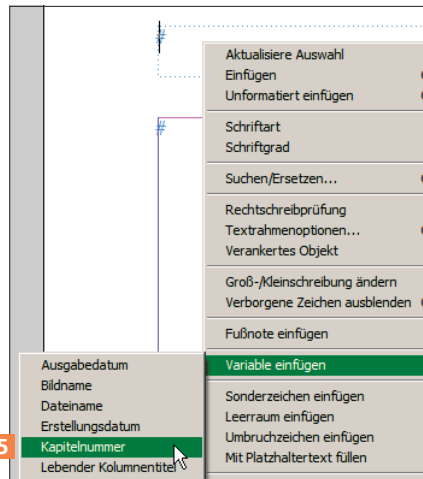 #
Aktualisiere Auswahl
Einfügen
Unformatiert einfügen
#
Schriftart
Schriftgrad
Suchen/Ersetzen...
Rechtschreibprüfung
Textrahmenoptionen...
Verankertes Objekt
Groß-/Kleinschreibung ändern
Verborgene Zeichen ausblenden
Fußnote einfügen
Variable einfügen
Sonderzeichen einfügen
Leerraum einfügen
Umbruchzeichen einfügen
Mit Platzhaltertext füllen
Ausgabedatum
Bildname
Dateiname
Erstellungsdatum
5 Kapitelnummer
Lebender Kolumnentitel